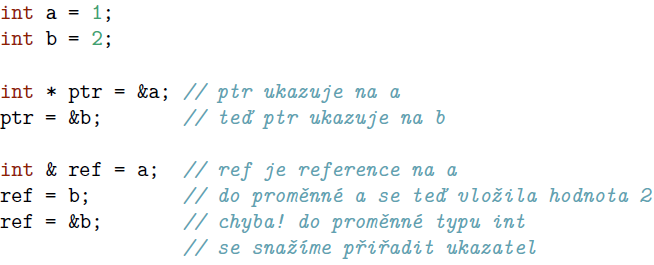 int a = 1;
int b = 2;
int * ptr = &a; // ptr ukazuje na a
ptr = &b; // teď ptr ukazuje na b
int & ref = a; // ref je reference na a
ref = b; // do proměnné a se teď vložila hodnota 2
ref = &b; // chyba! do proměnné typu int
// se snažíme přiřadit ukazatel